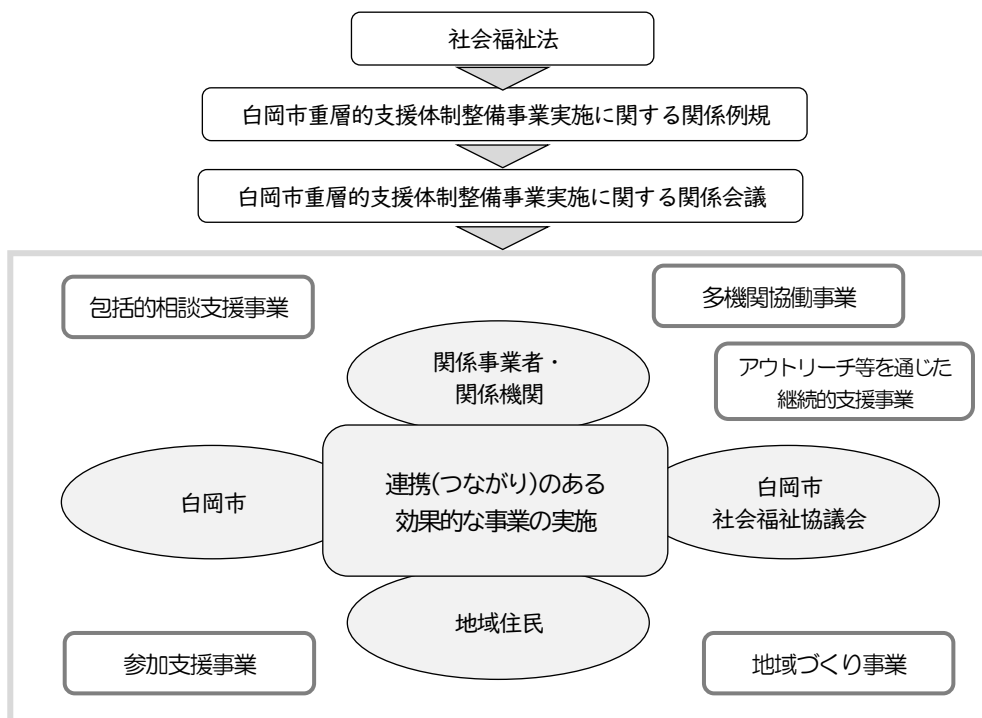 社会福祉法
白岡市重層的支援体制整備事業実施に関する関係例規
白岡市重層的支援体制整備事業実施に関する関係会議
包括的相談支援事業
多機関協働事業
関係事業者・
関係機関
アウトリーチ等を通じた
継続的支援事業
白岡市
連携(つながり)のある
効果的な事業の実施
白岡市
社会福祉協議会
地域住民
参加支援事業
地域づくり事業